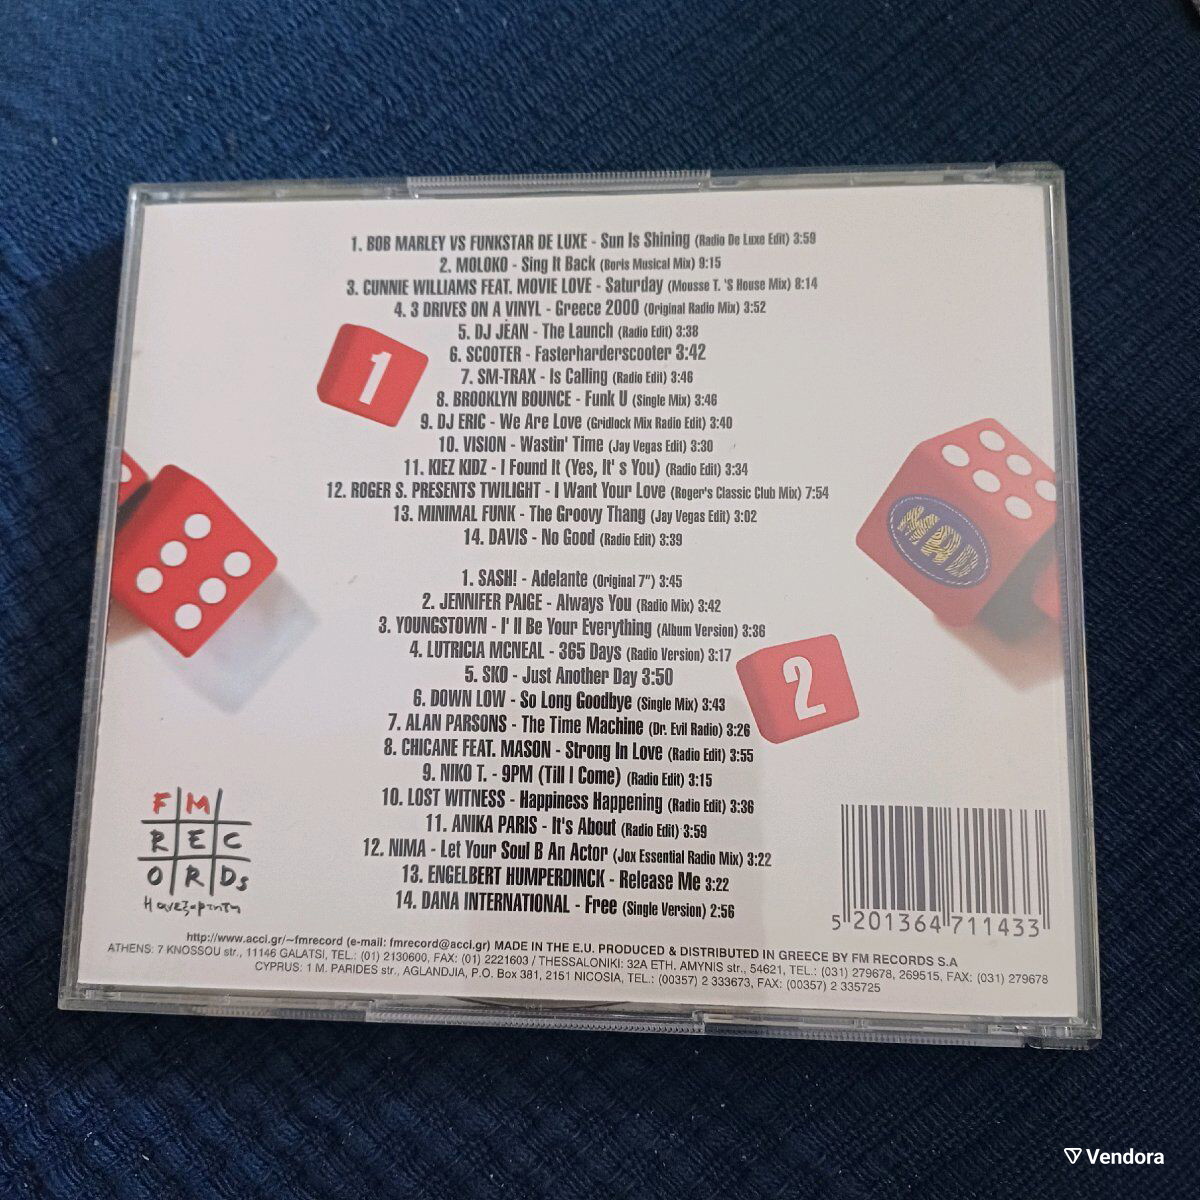 1. BOB MARLEY VS FUNKSTAR DE LUXE - Sun Is Shining (Radio De Luxe Edit) 3:59
2. MOLOKO - Sing It Back (Boris Musical Mix) 9:15
3. CUNNIE WILLIAMS FEAT. MOVIE LOVE - Saturday (Mousse T. 'S House Mix) 8:14
4. 3 DRIVES ON A VINYL - Greece 2000 (Original Radio Mix) 3:52
5. DJ JÈAN - The Launch (Radio Edit) 3:38
6. SCOOTER - Fasterharderscooter 3:42
7. SM-TRAX - Is Calling (Radio Edit) 3:46
8. BROOKLYN BOUNCE - Funk U (Single Mix) 3:46
9. DJ ERIC - We Are Love (Gridlock Mix Radio Edit) 3:40
10. VISION - Wastin' Time (Jay Vegas Edit) 3:30
11. KIEZ KIDZ - I Found It (Yes, It' s You) (Radio Edit) 3:34
12. ROGER S. PRESENTS TWILIGHT - I Want Your Love (Roger's Classic Club Mix) 7:54
13. MINIMAL FUNK - The Groovy Thang (Jay Vegas Edit) 3:02
14. DAVIS - No Good (Radio Edit) 3:39
1
1. SASH! - Adelante (Original 7") 3:45
2. JENNIFER PAIGE - Always You (Radio Mix) 3:42
3. YOUNGSTOWN - I' ll Be Your Everything (Album Version) 3:36
4. LUTRICIA MCNEAL - 365 Days (Radio Version) 3:17
5. SKO - Just Another Day 3:50
6. DOWN LOW - So Long Goodbye (Single Mix) 3:43
7. ALAN PARSONS - The Time Machine (Dr. Evil Radio) 3:26
8. CHICANE FEAT. MASON - Strong In Love (Radio Edit) 3:55
9. NIKO T. - 9PM (Till I Come) (Radio Edit) 3:15
10. LOST WITNESS - Happiness Happening (Radio Edit) 3:36
11. ANIKA PARIS - It's About (Radio Edit) 3:59
12. NIMA - Let Your Soul B An Actor (Jox Essential Radio Mix) 3:22
13. ENGELBERT HUMPERDINCK - Release Me 3:22
14. DANA INTERNATIONAL - Free (Single Version) 2:56
2
F M
R E C
O R Ds
Η ανεξάρτητη
5 201364 711433
http://www.acci.gr/~fmrecord (e-mail: fmrecord@acci.gr) MADE IN THE E.U. PRODUCED & DISTRIBUTED IN GREECE BY FM RECORDS S.A
ATHENS: 7 KNOSSOU str., 11146 GALATSI, TEL.: (01) 2130600, FAX: (01) 2221603 / THESSALONIKI: 32A ETH. AMYNIS str., 54621, TEL.: (031) 279678, 269515, FAX: (031) 279678
CYPRUS: 1 M. PARIDES str., AGLANDJIA, P.O. Box 381, 2151 NICOSIA, TEL.: (00357) 2 333673, FAX: (00357) 2 335725
Vendora